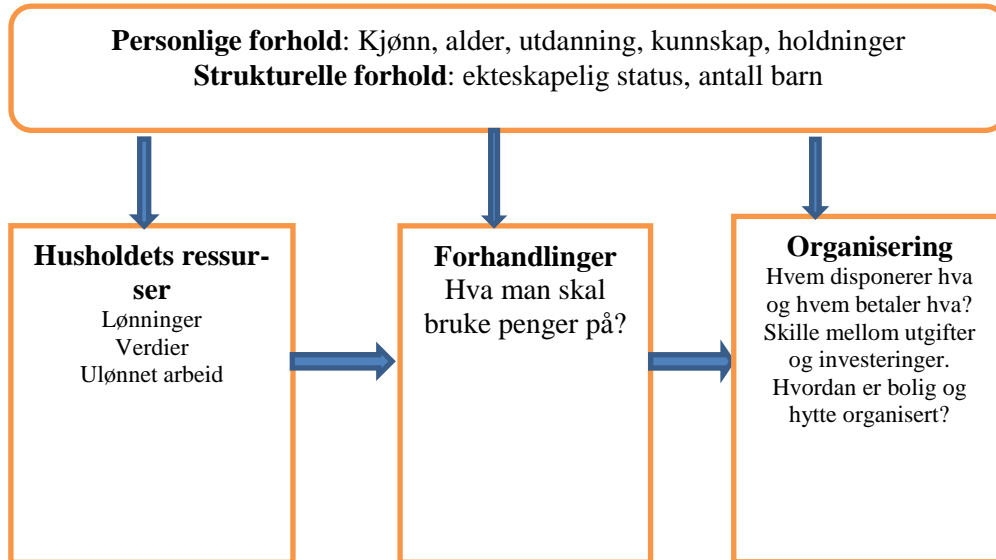 Personlige forhold: Kjønn, alder, utdanning, kunnskap, holdninger
Strukturelle forhold: ekteskapelig status, antall barn
Husholdets ressur-
ser
Lønninger
Verdier
Ulønnet arbeid
Forhandlinger
Hva man skal
bruke penger på?
Organisering
Hvem disponerer hva
og hvem betaler hva?
Skille mellom utgifter
og investeringer.
Hvordan er bolig og
hytte organisert?